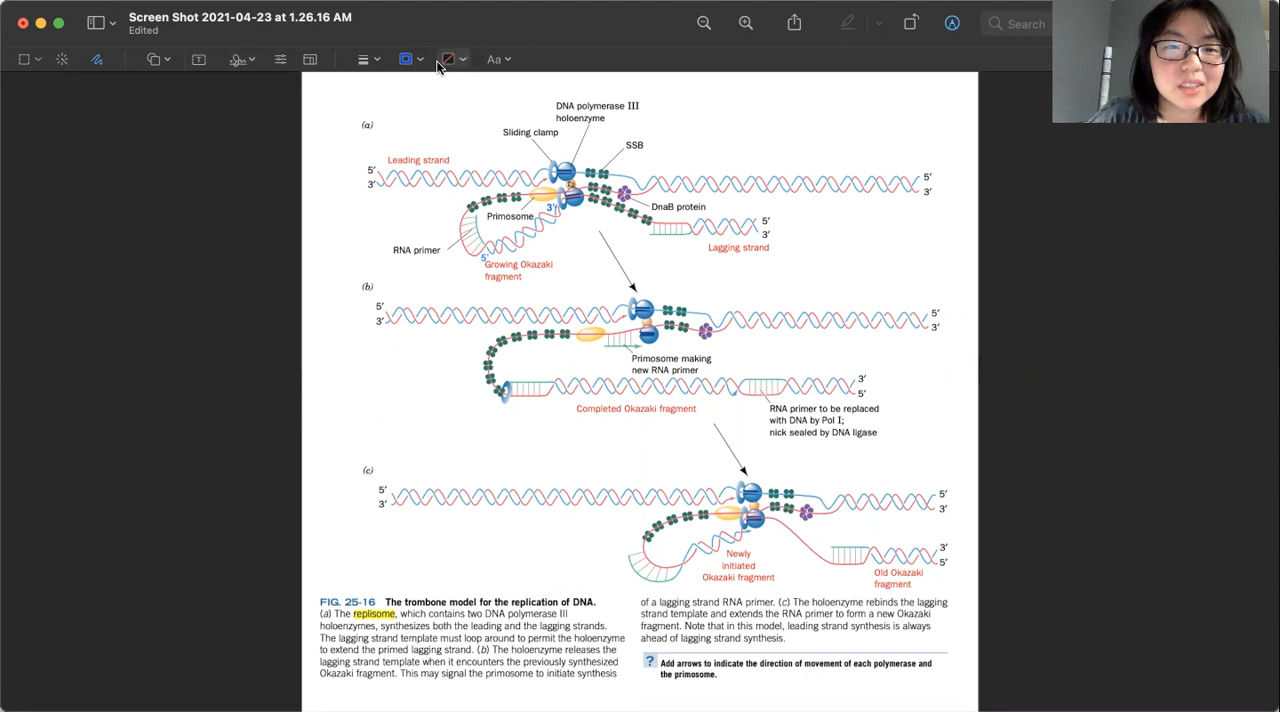 Screen Shot 2021-04-23 at 1.26.16 AM
Edited
Search
Aa
DNA polymerase III
holoenzyme
(a)
Sliding clamp
SSB
Leading strand
5′
3′
5′
3′
DnaB protein
3′
Primosome
5′
3′
RNA primer
Lagging strand
5′
Growing Okazaki
fragment
(b)
5′
3′
5′
3′
Primosome making
new RNA primer
3′
5′
Completed Okazaki fragment
RNA primer to be replaced
with DNA by Pol I;
nick sealed by DNA ligase
(c)
5′
3′
5′
3′
Newly
initiated
Okazaki fragment
3′
5′
Old Okazaki
fragment
FIG. 25-16 The trombone model for the replication of DNA.
(a) The replisome, which contains two DNA polymerase III
holoenzymes, synthesizes both the leading and the lagging strands.
The lagging strand template must loop around to permit the holoenzyme
to extend the primed lagging strand. (b) The holoenzyme releases the
lagging strand template when it encounters the previously synthesized
Okazaki fragment. This may signal the primosome to initiate synthesis
of a lagging strand RNA primer. (c) The holoenzyme rebinds the lagging
strand template and extends the RNA primer to form a new Okazaki
fragment. Note that in this model, leading strand synthesis is always
ahead of lagging strand synthesis.
? Add arrows to indicate the direction of movement of each polymerase and
the primosome.